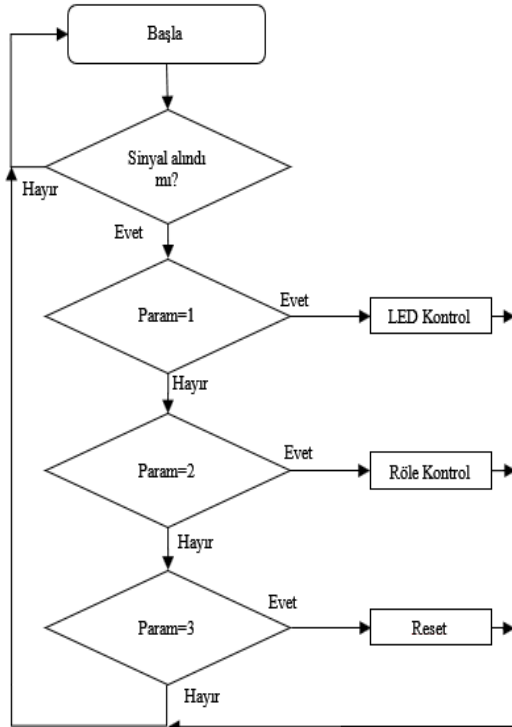 Başla
Sinyal alındı
mı?
Hayır
Evet
Param=1
Evet
LED Kontrol
Hayır
Param=2
Evet
Röle Kontrol
Hayır
Param=3
Evet
Reset
Hayır